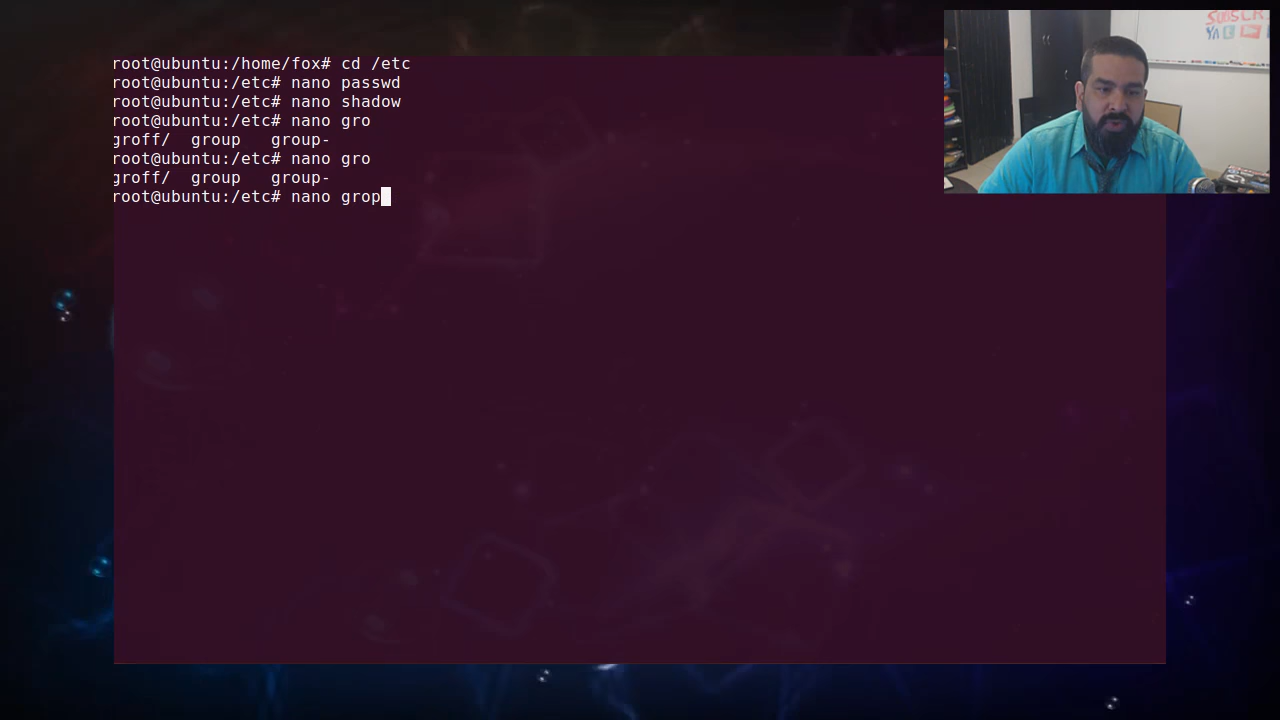 root@ubuntu:/home/fox# cd /etc
root@ubuntu:/etc# nano passwd
root@ubuntu:/etc# nano shadow
root@ubuntu:/etc# nano gro
groff/  group   group-
root@ubuntu:/etc# nano gro
groff/  group   group-
root@ubuntu:/etc# nano grop